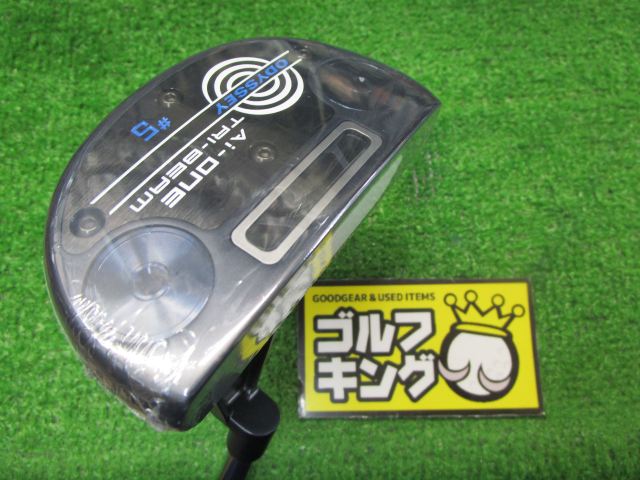 ODYSSEY
#5
Ai-ONE
TRI-BEAM
GOODGEAR & USED ITEMS
ゴルフ
キング